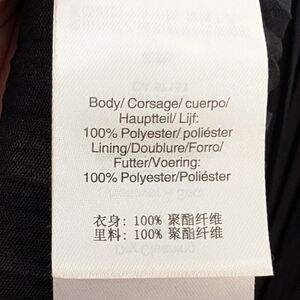 Body/ Corsage/ cuerpo/
Hauptteil/ Lijf:
100% Polyester/ poliéster
Lining/Doublure/Forro/
Futter/Voering:
100% Polyester/Poliéster
衣身: 100% 聚酯纤维
里料: 100% 聚酯纤维